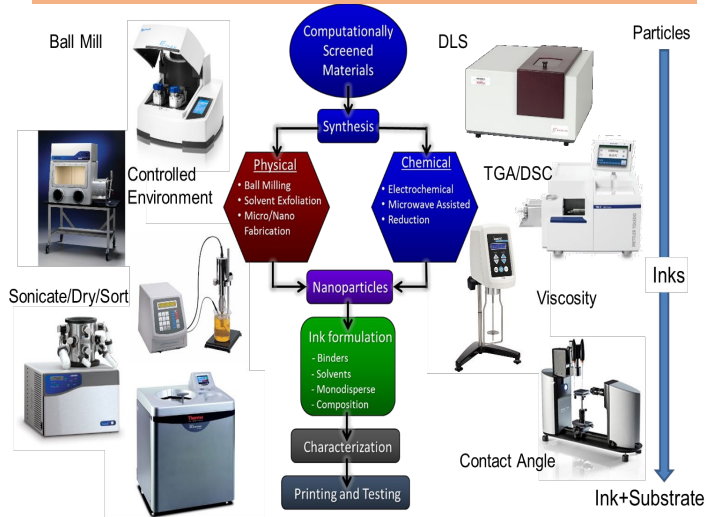 Ball Mill
Computationally
Screened
Materials
DLS
Particles
Synthesis
Controlled
Environment
Physical
• Ball Milling
• Solvent Exfoliation
• Micro/Nano
Fabrication
Chemical
• Electrochemical
• Microwave Assisted
• Reduction
TGA/DSC
Nanoparticles
Inks
Sonicate/Dry/Sort
Viscosity
Ink formulation
- Binders
- Solvents
- Monodisperse
- Composition
Thermo
Characterization
Contact Angle
Printing and Testing
Ink+Substrate